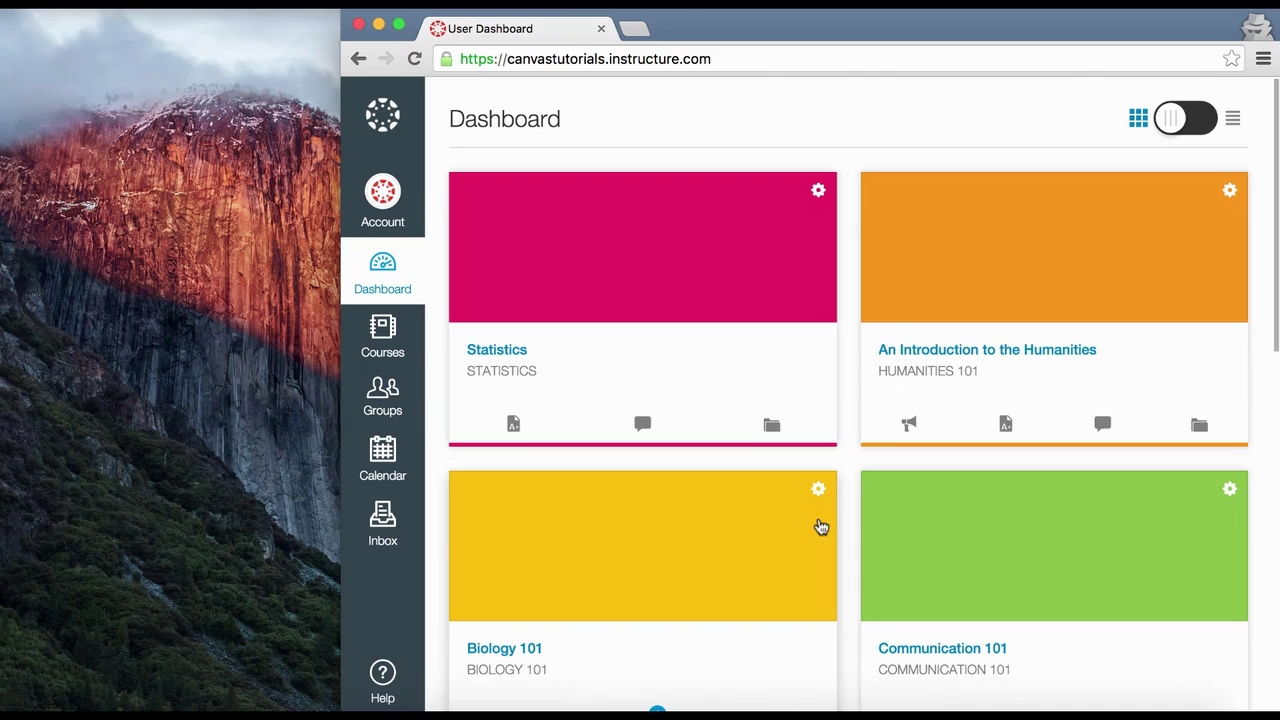 User Dashboard
https://canvastutorials.instructure.com
Dashboard
Account
Dashboard
Courses
Groups
Calendar
Inbox
Help
Statistics
STATISTICS
An Introduction to the Humanities
HUMANITIES 101
Biology 101
BIOLOGY 101
Communication 101
COMMUNICATION 101